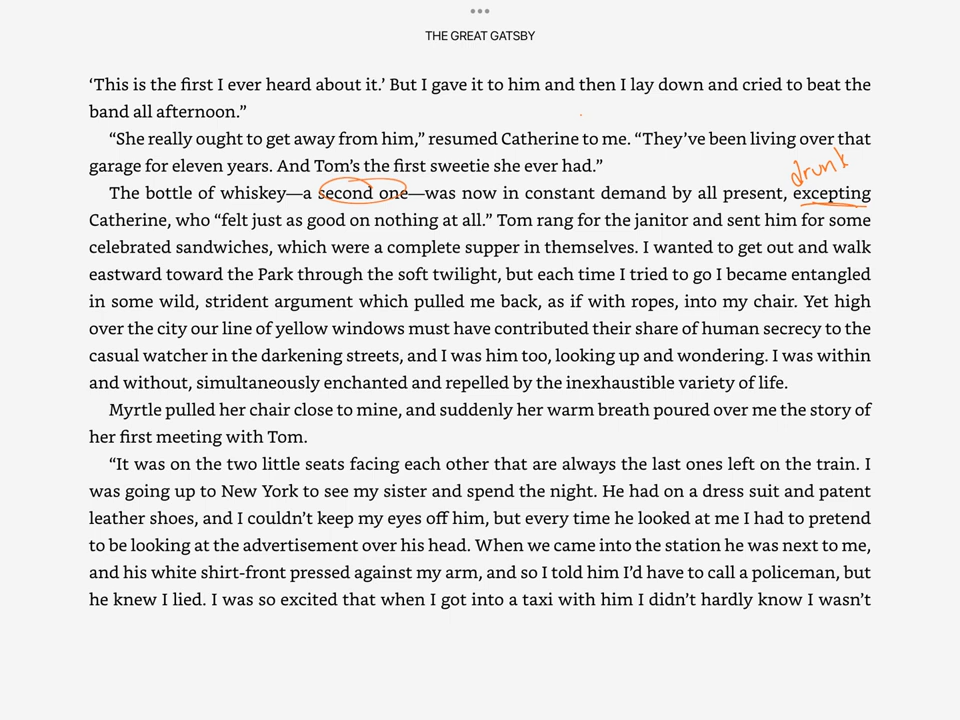 THE GREAT GATSBY
‘This is the first I ever heard about it.’ But I gave it to him and then I lay down and cried to beat the
band all afternoon.”
“She really ought to get away from him,” resumed Catherine to me. “They’ve been living over that
garage for eleven years. And Tom’s the first sweetie she ever had.”
drunk
The bottle of whiskey—a second one—was now in constant demand by all present, excepting
Catherine, who “felt just as good on nothing at all.” Tom rang for the janitor and sent him for some
celebrated sandwiches, which were a complete supper in themselves. I wanted to get out and walk
eastward toward the Park through the soft twilight, but each time I tried to go I became entangled
in some wild, strident argument which pulled me back, as if with ropes, into my chair. Yet high
over the city our line of yellow windows must have contributed their share of human secrecy to the
casual watcher in the darkening streets, and I was him too, looking up and wondering. I was within
and without, simultaneously enchanted and repelled by the inexhaustible variety of life.
Myrtle pulled her chair close to mine, and suddenly her warm breath poured over me the story of
her first meeting with Tom.
“It was on the two little seats facing each other that are always the last ones left on the train. I
was going up to New York to see my sister and spend the night. He had on a dress suit and patent
leather shoes, and I couldn’t keep my eyes off him, but every time he looked at me I had to pretend
to be looking at the advertisement over his head. When we came into the station he was next to me,
and his white shirt-front pressed against my arm, and so I told him I’d have to call a policeman, but
he knew I lied. I was so excited that when I got into a taxi with him I didn’t hardly know I wasn’t